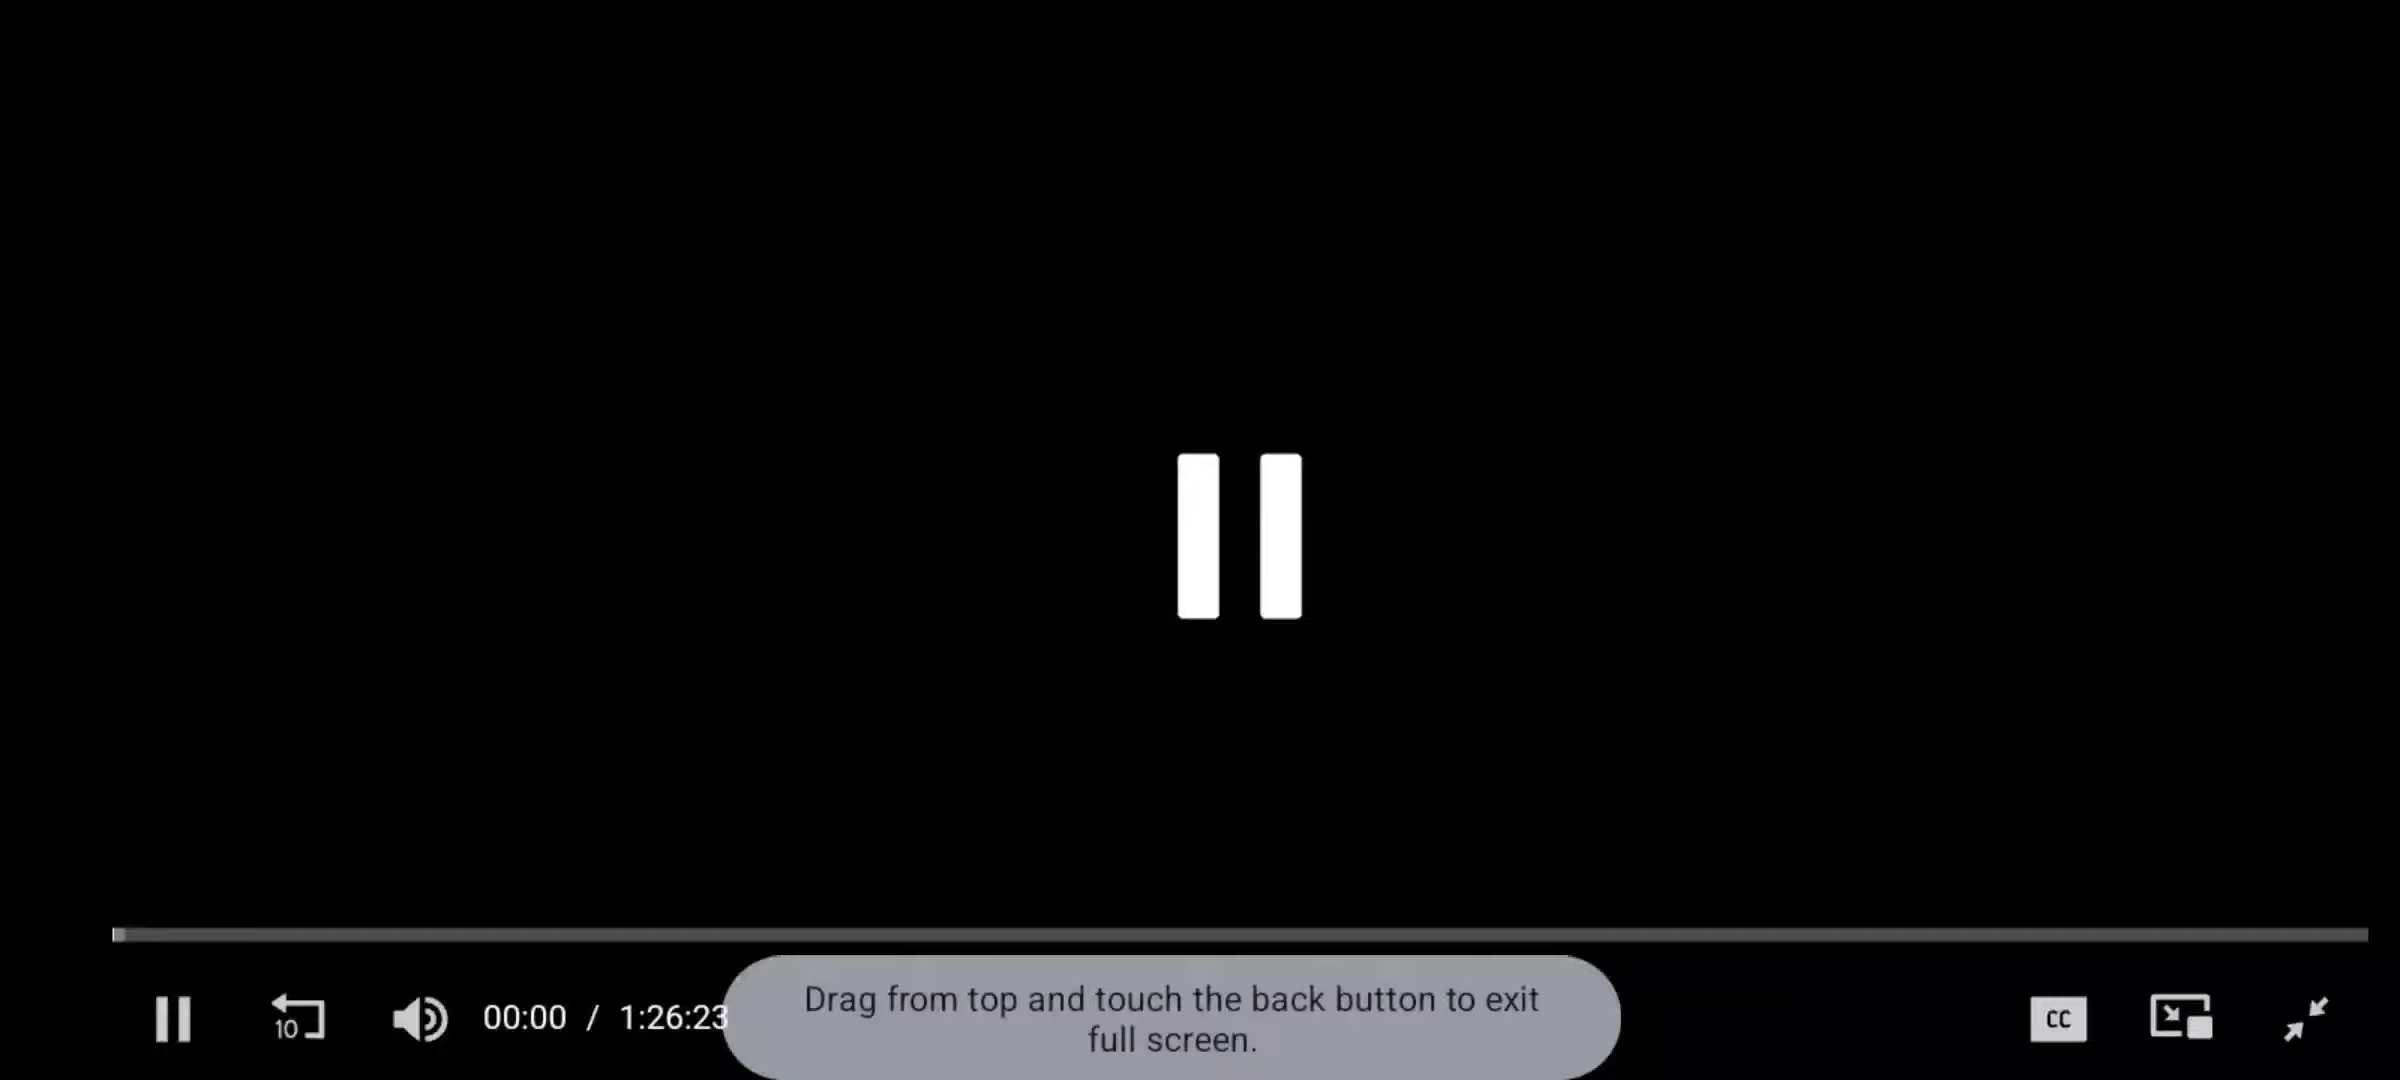 10
00:00 / 1:26:23
Drag from top and touch the back button to exit
full screen.
CC